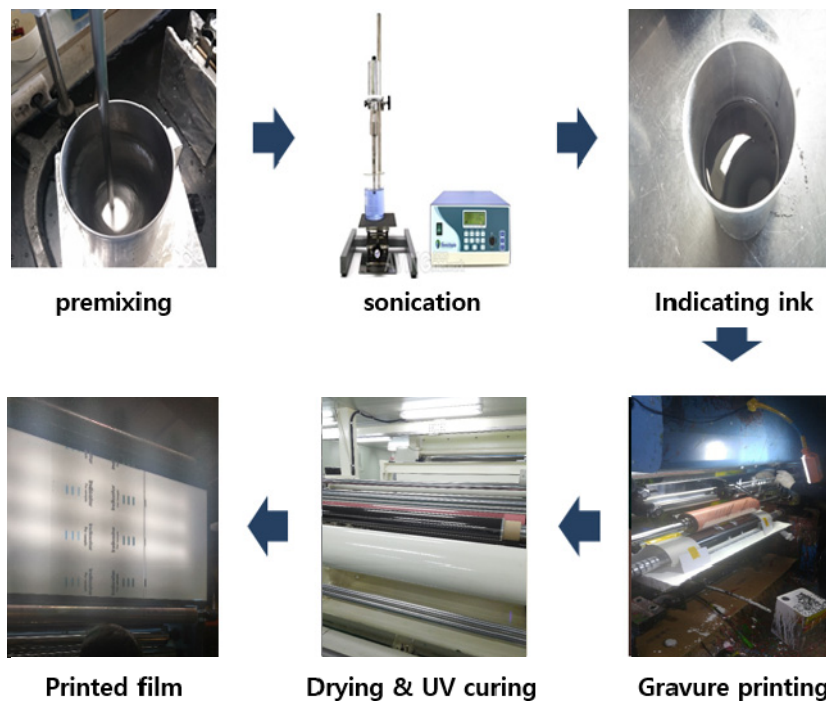 premixing
sonication
Indicating ink
Gravure printing
Drying & UV curing
Printed film